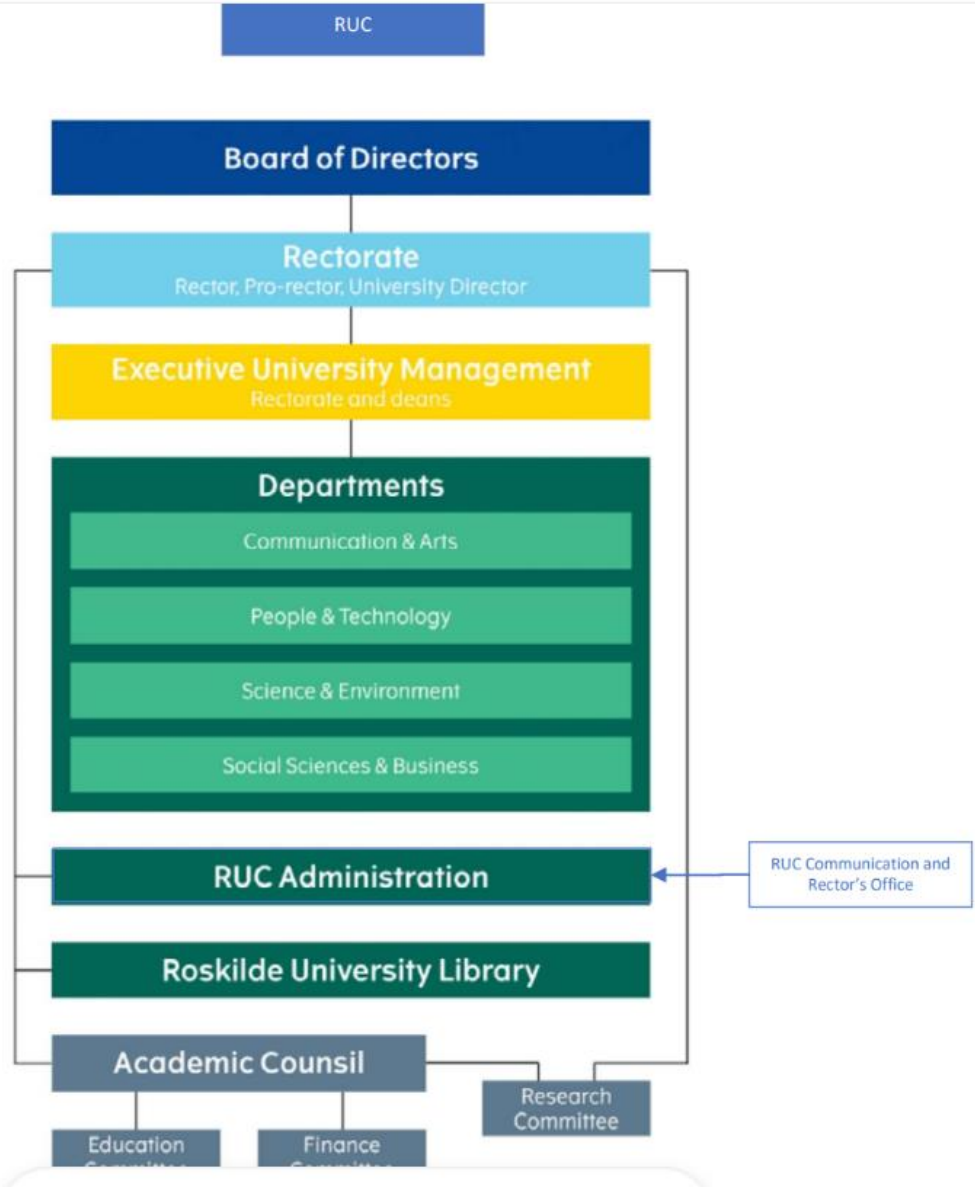 RUC
Board of Directors
Rectorate
Rector, Pro-rector, University Director
Executive University Management
Rectorate and deans
Departments
Communication & Arts
People & Technology
Science & Environment
Social Sciences & Business
RUC Administration
RUC Communication and
Rector's Office
Roskilde University Library
Academic Counsil
Research
Committee
Education
Finance